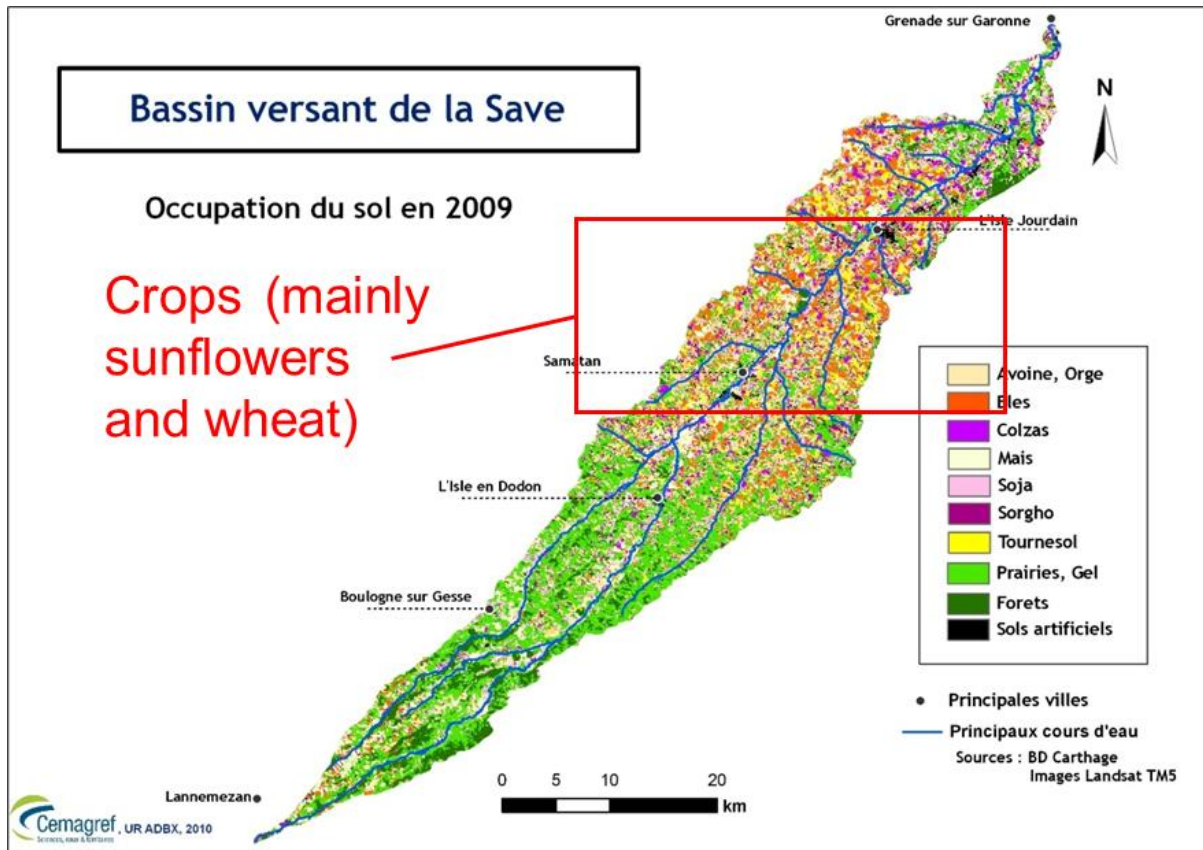 Grenade sur Garonne
Bassin versant de la Save
N
Occupation du sol en 2009
L'Isle Jourdain
Crops (mainly
sunflowers
and wheat)
Samatan
Avoine, Orge
Bles
Colzas
Mais
Soja
Sorgho
Tournesol
Prairies, Gel
Forets
Sols artificiels
L'Isle en Dodon
Boulogne sur Gesse
Principales villes
Principaux cours d'eau
Sources : BD Carthage
Images Landsat TM5
0 5 10 20
km
Lannemezan
Cemagref , UR ADBX, 2010